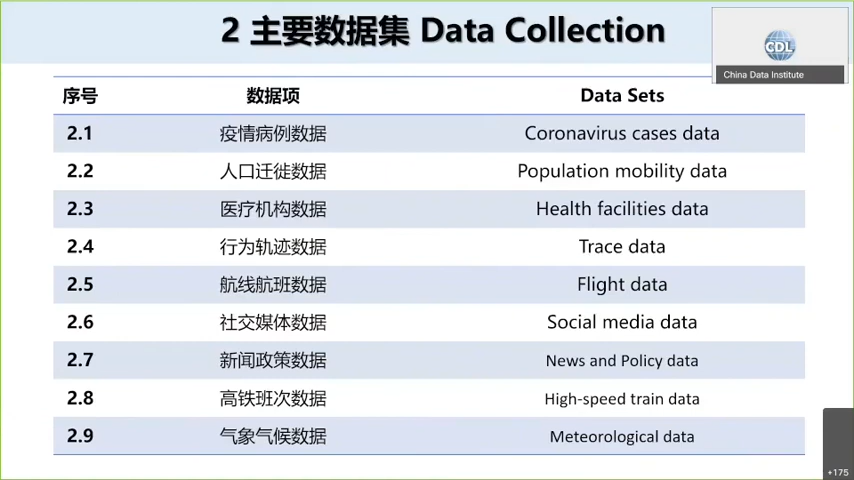 2 主要数据集 Data Collection
CDL
China Data Institute
序号 数据项 Data Sets
2.1 疫情病例数据 Coronavirus cases data
2.2 人口迁徙数据 Population mobility data
2.3 医疗机构数据 Health facilities data
2.4 行为轨迹数据 Trace data
2.5 航线航班数据 Flight data
2.6 社交媒体数据 Social media data
2.7 新闻政策数据 News and Policy data
2.8 高铁班次数据 High-speed train data
2.9 气象气候数据 Meteorological data
+175